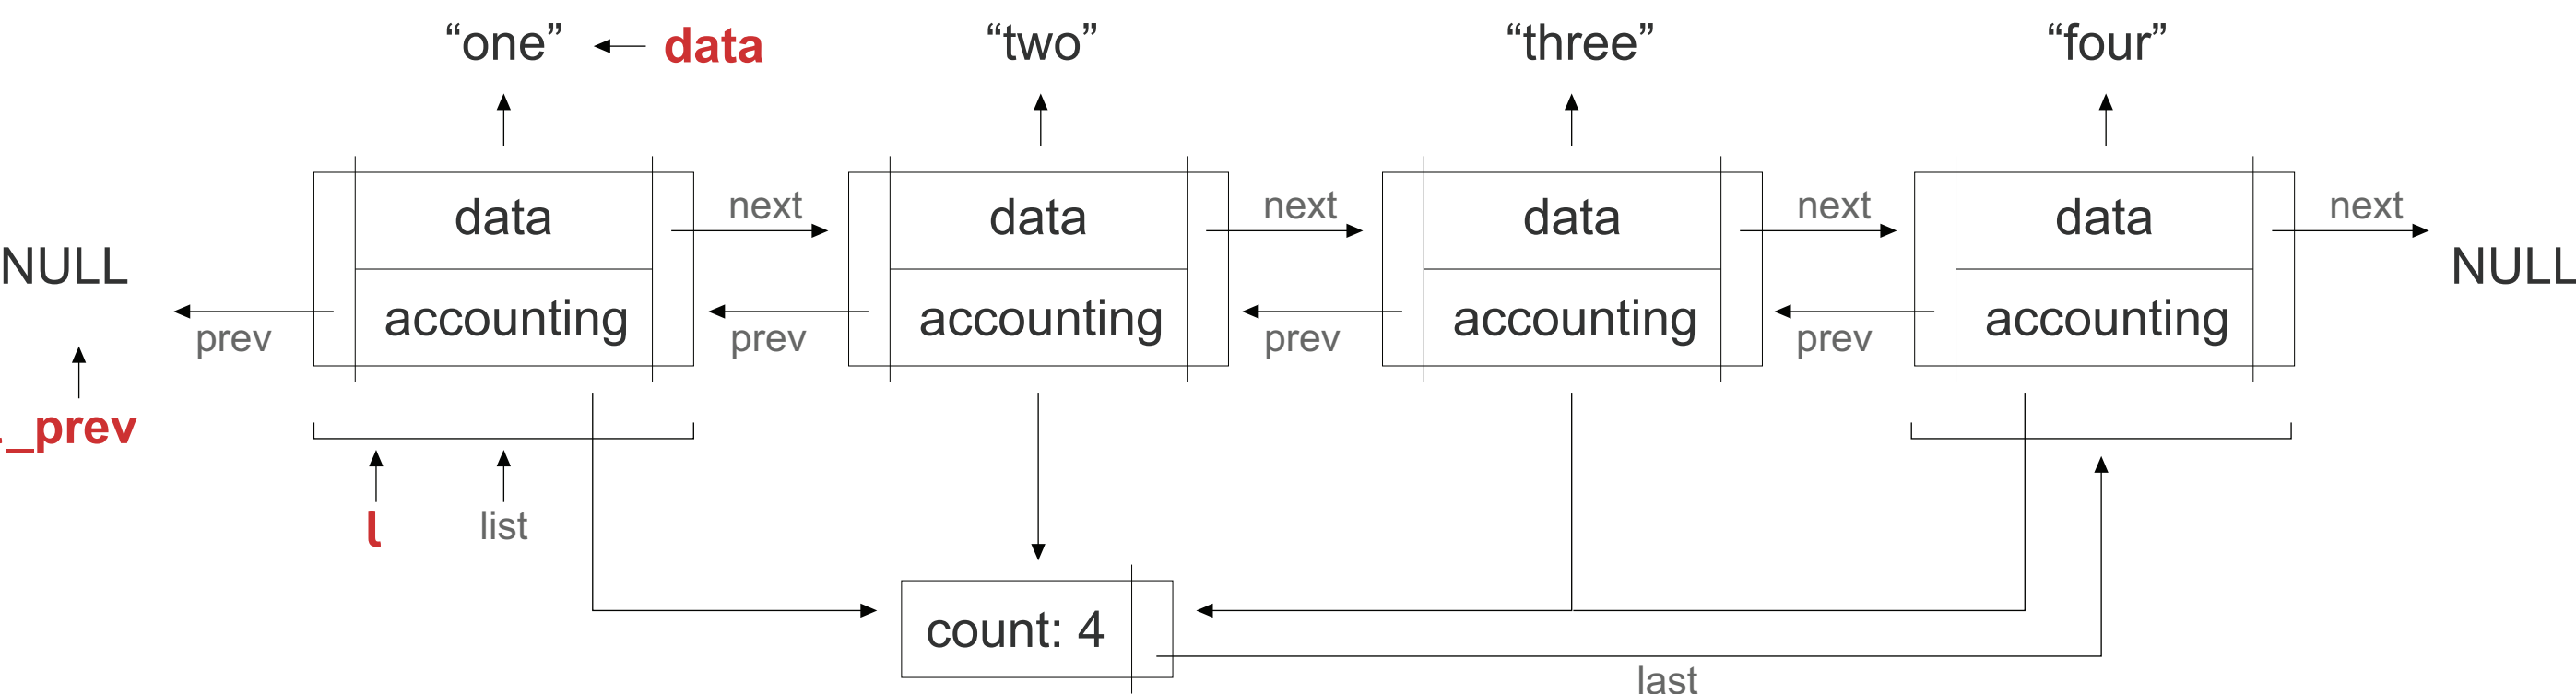 “one” data “two” “three” “four”
data next data next data next data next
NULL NULL
accounting accounting accounting accounting
prev prev prev prev
_prev
l list
count: 4
last